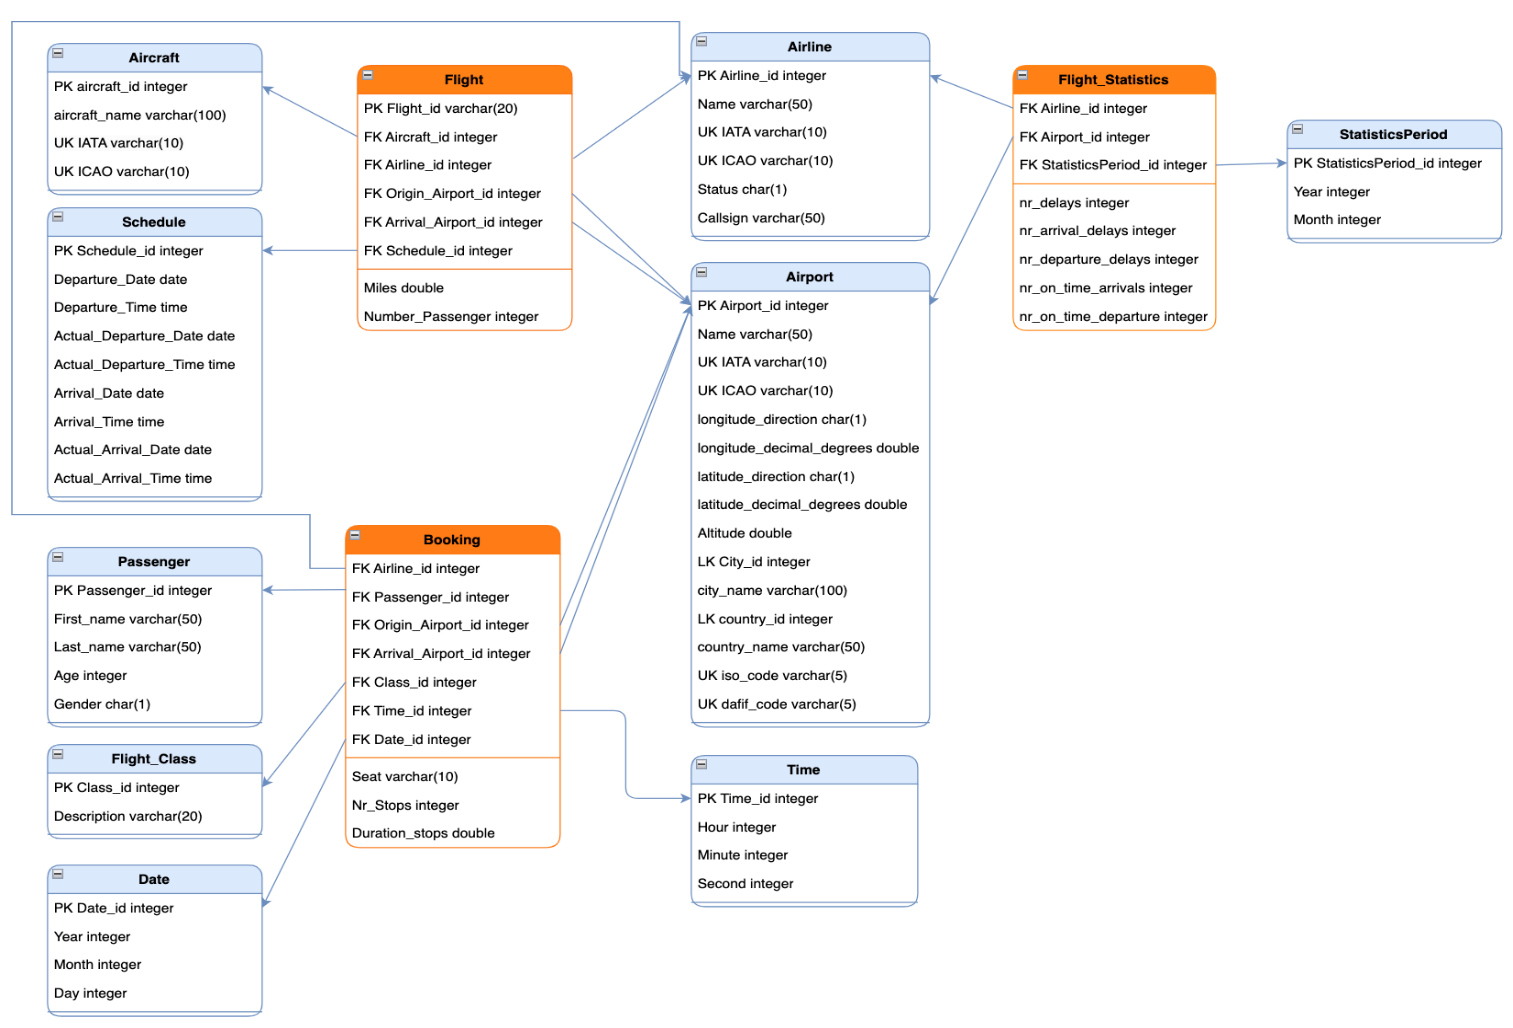 Aircraft
PK aircraft_id integer
aircraft_name varchar(100)
UK IATA varchar(10)
UK ICAO varchar(10)
Schedule
PK Schedule_id integer
Departure_Date date
Departure_Time time
Actual_Departure_Date date
Actual_Departure_Time time
Arrival_Date date
Arrival_Time time
Actual_Arrival_Date date
Actual_Arrival_Time time
Passenger
PK Passenger_id integer
First_name varchar(50)
Last_name varchar(50)
Age integer
Gender char(1)
Flight_Class
PK Class_id integer
Description varchar(20)
Date
PK Date_id integer
Year integer
Month integer
Day integer
Flight
PK Flight_id varchar(20)
FK Aircraft_id integer
FK Airline_id integer
FK Origin_Airport_id integer
FK Arrival_Airport_id integer
FK Schedule_id integer
Miles double
Number_Passenger integer
Booking
FK Airline_id integer
FK Passenger_id integer
FK Origin_Airport_id integer
FK Arrival_Airport_id integer
FK Class_id integer
FK Time_id integer
FK Date_id integer
Seat varchar(10)
Nr_Stops integer
Duration_stops double
Airline
PK Airline_id integer
Name varchar(50)
UK IATA varchar(10)
UK ICAO varchar(10)
Status char(1)
Callsign varchar(50)
Airport
PK Airport_id integer
Name varchar(50)
UK IATA varchar(10)
UK ICAO varchar(10)
longitude_direction char(1)
longitude_decimal_degrees double
latitude_direction char(1)
latitude_decimal_degrees double
Altitude double
LK City_id integer
city_name varchar(100)
LK country_id integer
country_name varchar(50)
UK iso_code varchar(5)
UK dafif_code varchar(5)
Time
PK Time_id integer
Hour integer
Minute integer
Second integer
Flight_Statistics
FK Airline_id integer
FK Airport_id integer
FK StatisticsPeriod_id integer
nr_delays integer
nr_arrival_delays integer
nr_departure_delays integer
nr_on_time_arrivals integer
nr_on_time_departure integer
StatisticsPeriod
PK StatisticsPeriod_id integer
Year integer
Month integer